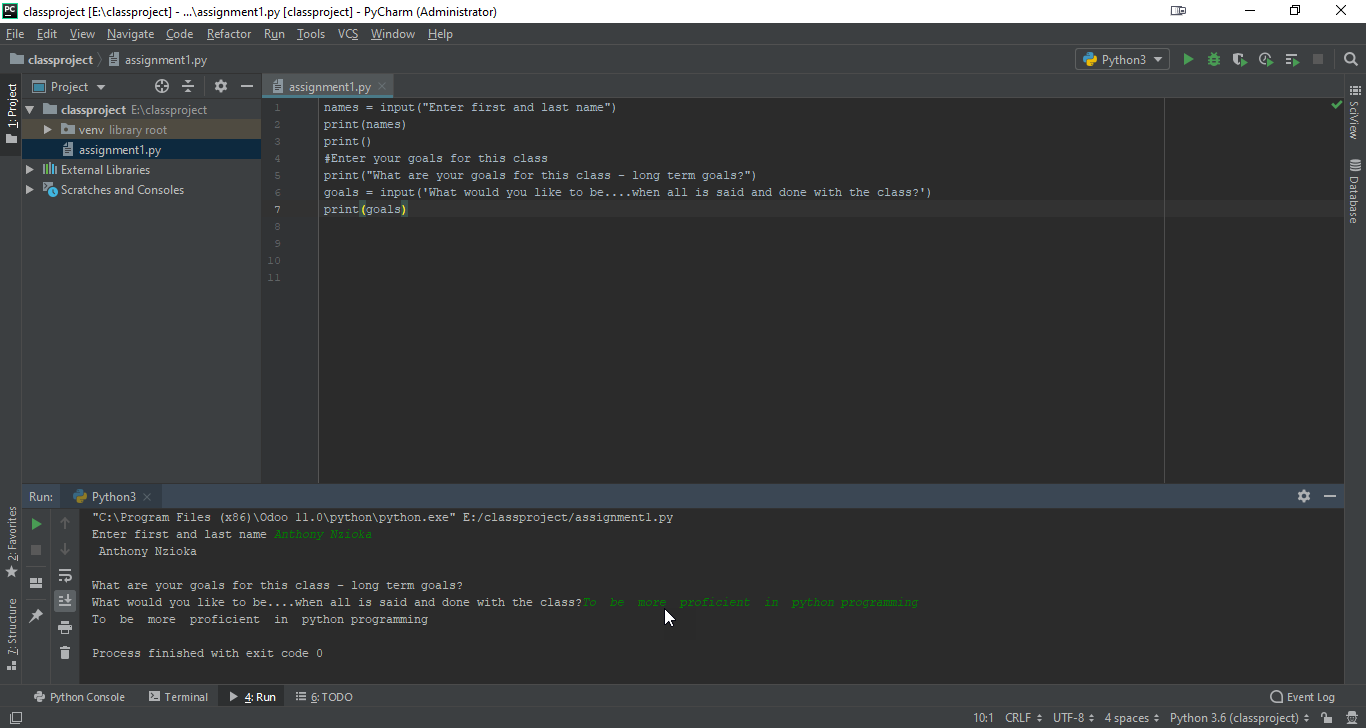 PC classproject [E:\classproject] - ...\assignment1.py [classproject] - PyCharm (Administrator)
File Edit View Navigate Code Refactor Run Tools VCS Window Help
classproject assignment1.py Python3
1: Project
Project
assignment1.py
classproject E:\classproject
venv library root
assignment1.py
External Libraries
Scratches and Consoles
1 names = input("Enter first and last name")
2 print(names)
3 print()
4 #Enter your goals for this class
5 print("What are your goals for this class - long term goals?")
6 goals = input('What would you like to be....when all is said and done with the class?')
7 print(goals)
8
9
10
11
SciView
Database
Run: Python3
"C:\Program Files (x86)\Odoo 11.0\python\python.exe" E:/classproject/assignment1.py
Enter first and last name Anthony Nzioka
Anthony Nzioka
What are your goals for this class - long term goals?
What would you like to be....when all is said and done with the class?To be more proficient in python programming
To be more proficient in python programming
Process finished with exit code 0
2: Favorites
7: Structure
Python Console Terminal 4: Run 6: TODO Event Log
10:1 CRLF UTF-8 4 spaces Python 3.6 (classproject)